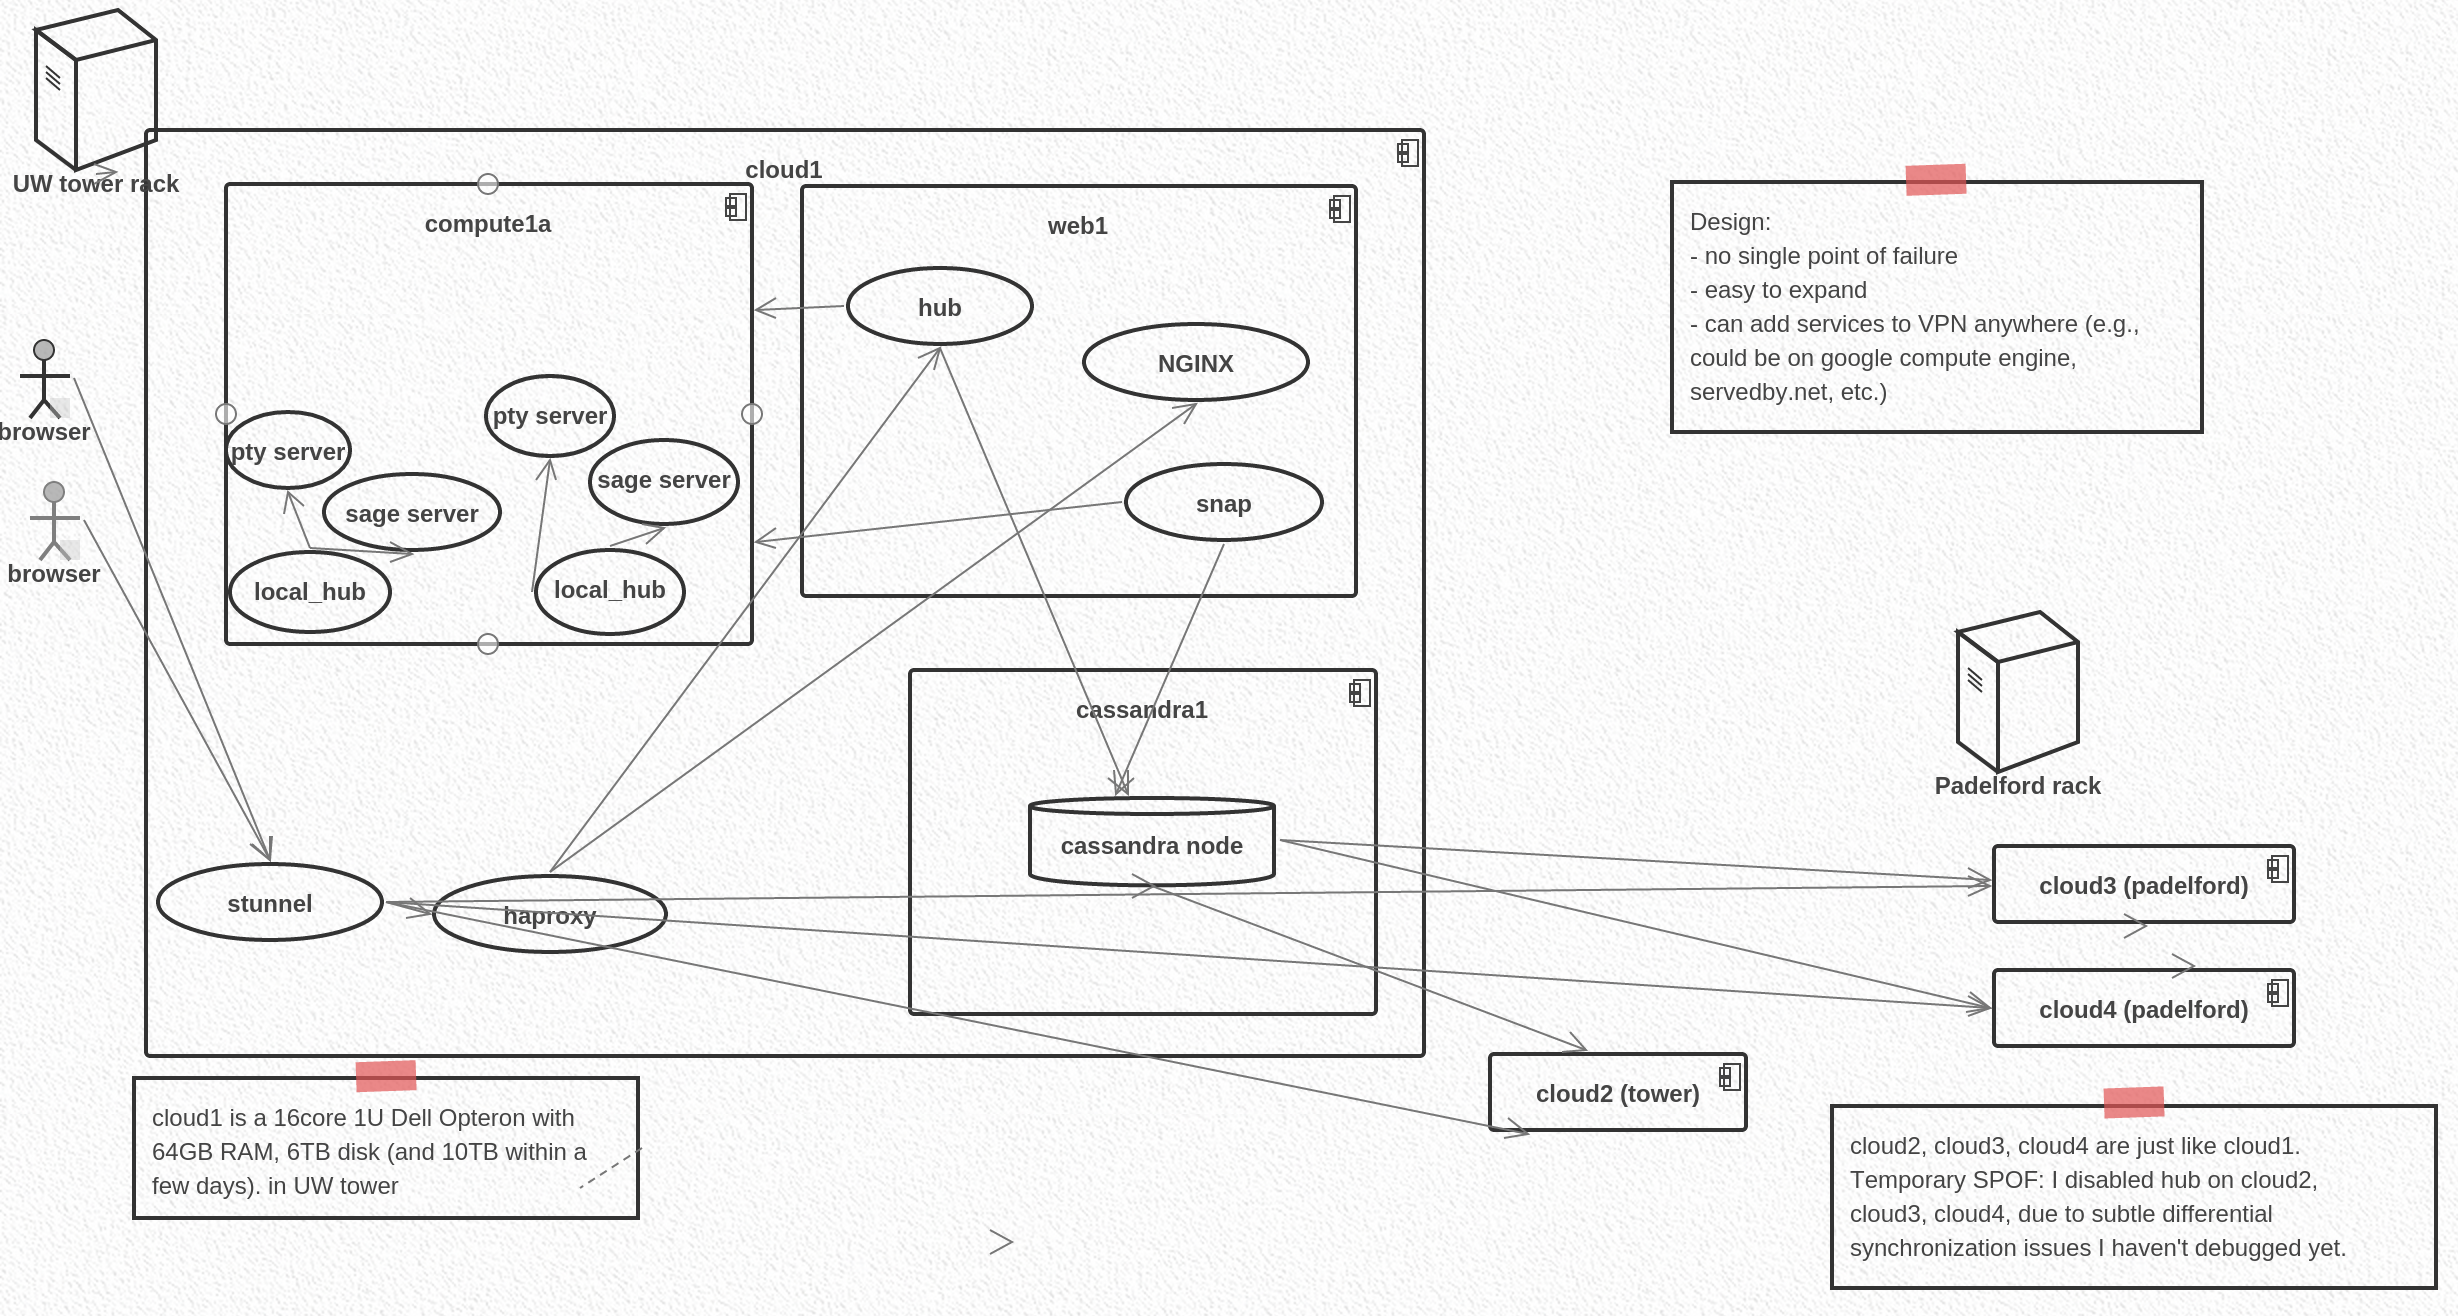 UW tower rack
cloud1
compute1a
web1
hub
NGINX
snap
pty server
sage server
local_hub
pty server
sage server
local_hub
browser
browser
Design:
- no single point of failure
- easy to expand
- can add services to VPN anywhere (e.g.,
could be on google compute engine,
servedby.net, etc.)
cassandra1
cassandra node
stunnel
haproxy
Padelford rack
cloud3 (padelford)
cloud4 (padelford)
cloud2 (tower)
cloud1 is a 16core 1U Dell Opteron with
64GB RAM, 6TB disk (and 10TB within a
few days). in UW tower
cloud2, cloud3, cloud4 are just like cloud1.
Temporary SPOF: I disabled hub on cloud2,
cloud3, cloud4, due to subtle differential
synchronization issues I haven't debugged yet.